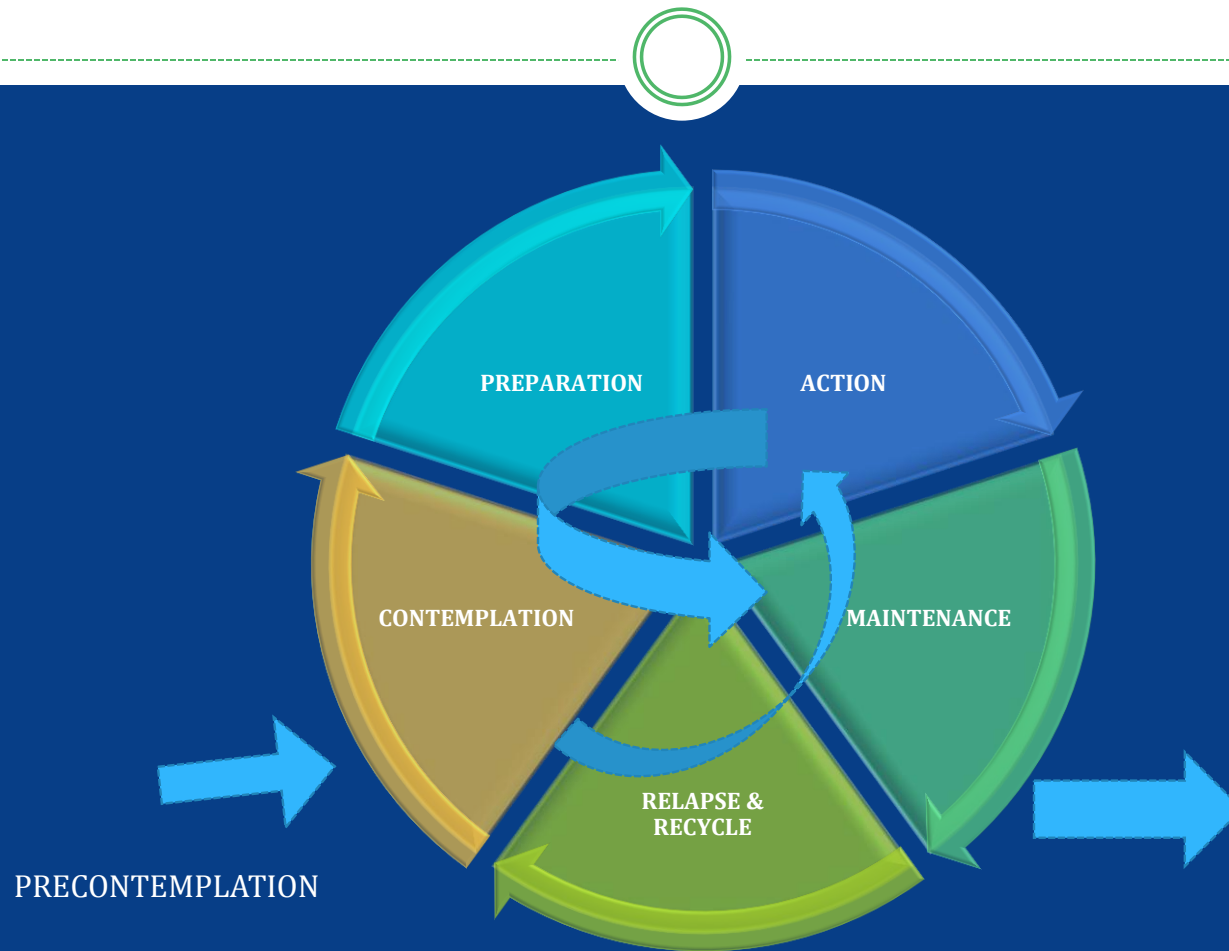 PREPARATION
ACTION
CONTEMPLATION
MAINTENANCE
RELAPSE &
RECYCLE
PRECONTEMPLATION